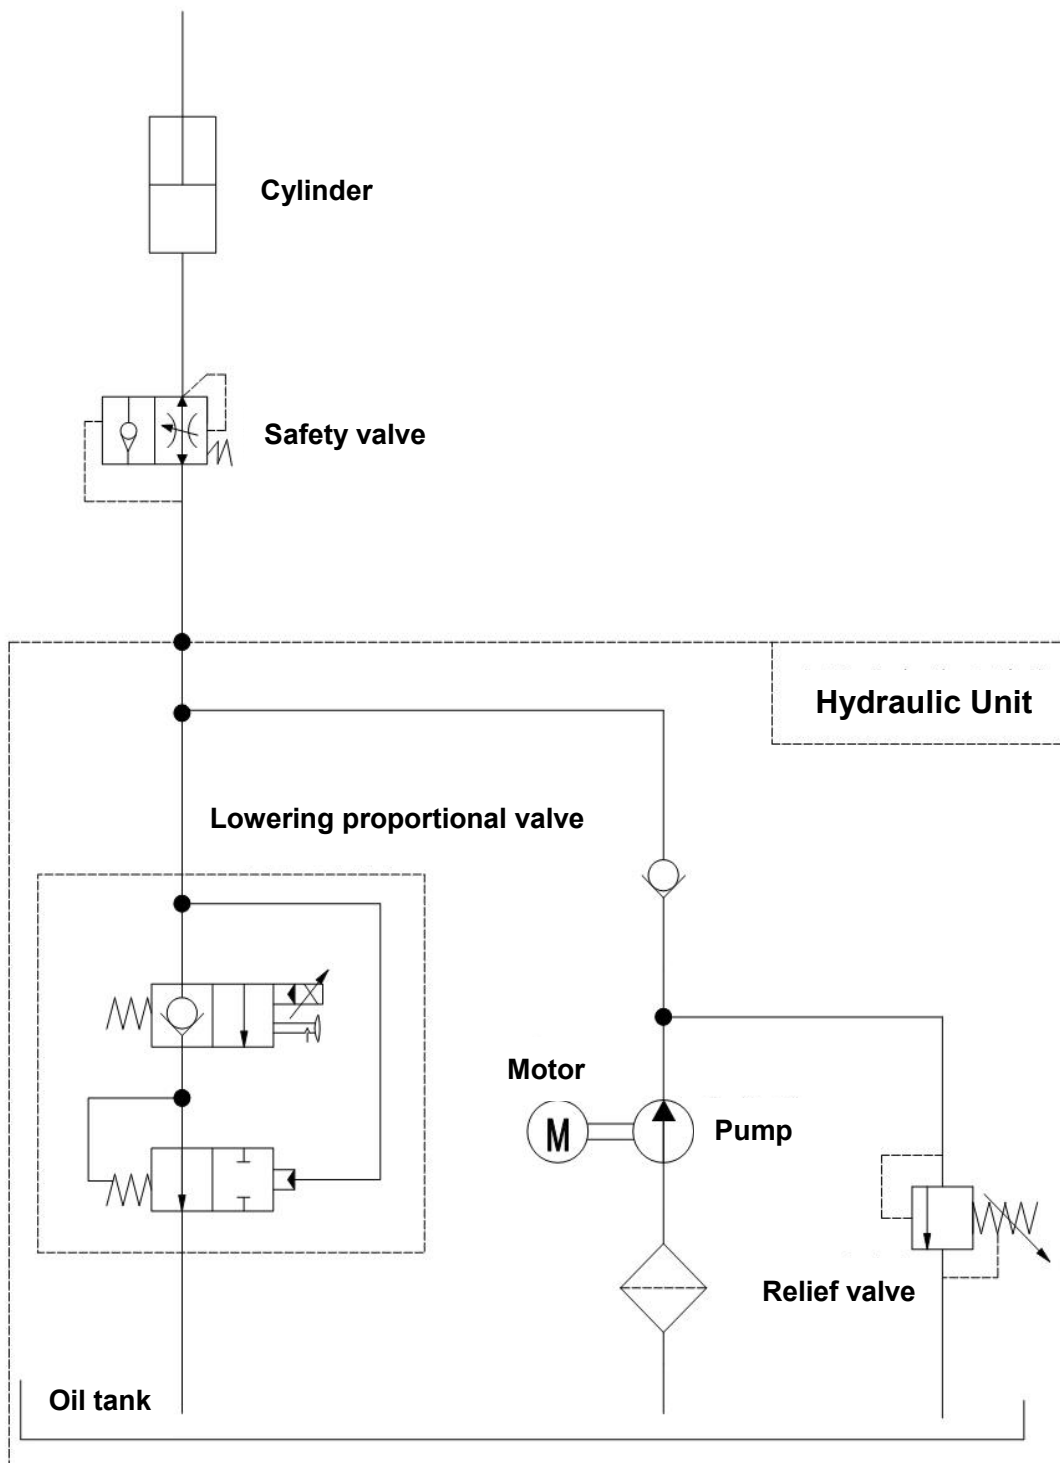 Cylinder
Safety valve
Hydraulic Unit
Lowering proportional valve
Motor
M
Pump
Relief valve
Oil tank